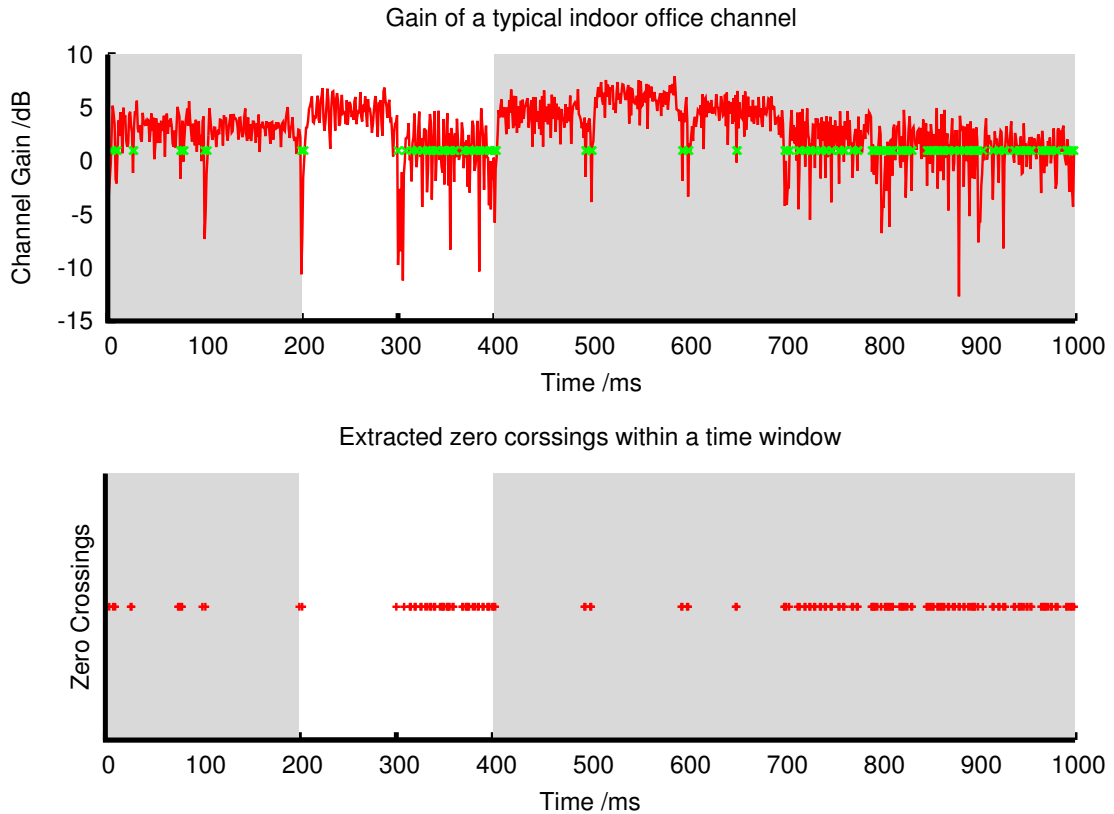 Gain of a typical indoor office channel
10
5
0
-5
-10
-15
Channel Gain /dB
0 100 200 300 400 500 600 700 800 900 1000
Time /ms
Extracted zero corssings within a time window
Zero Crossings
0 100 200 300 400 500 600 700 800 900 1000
Time /ms